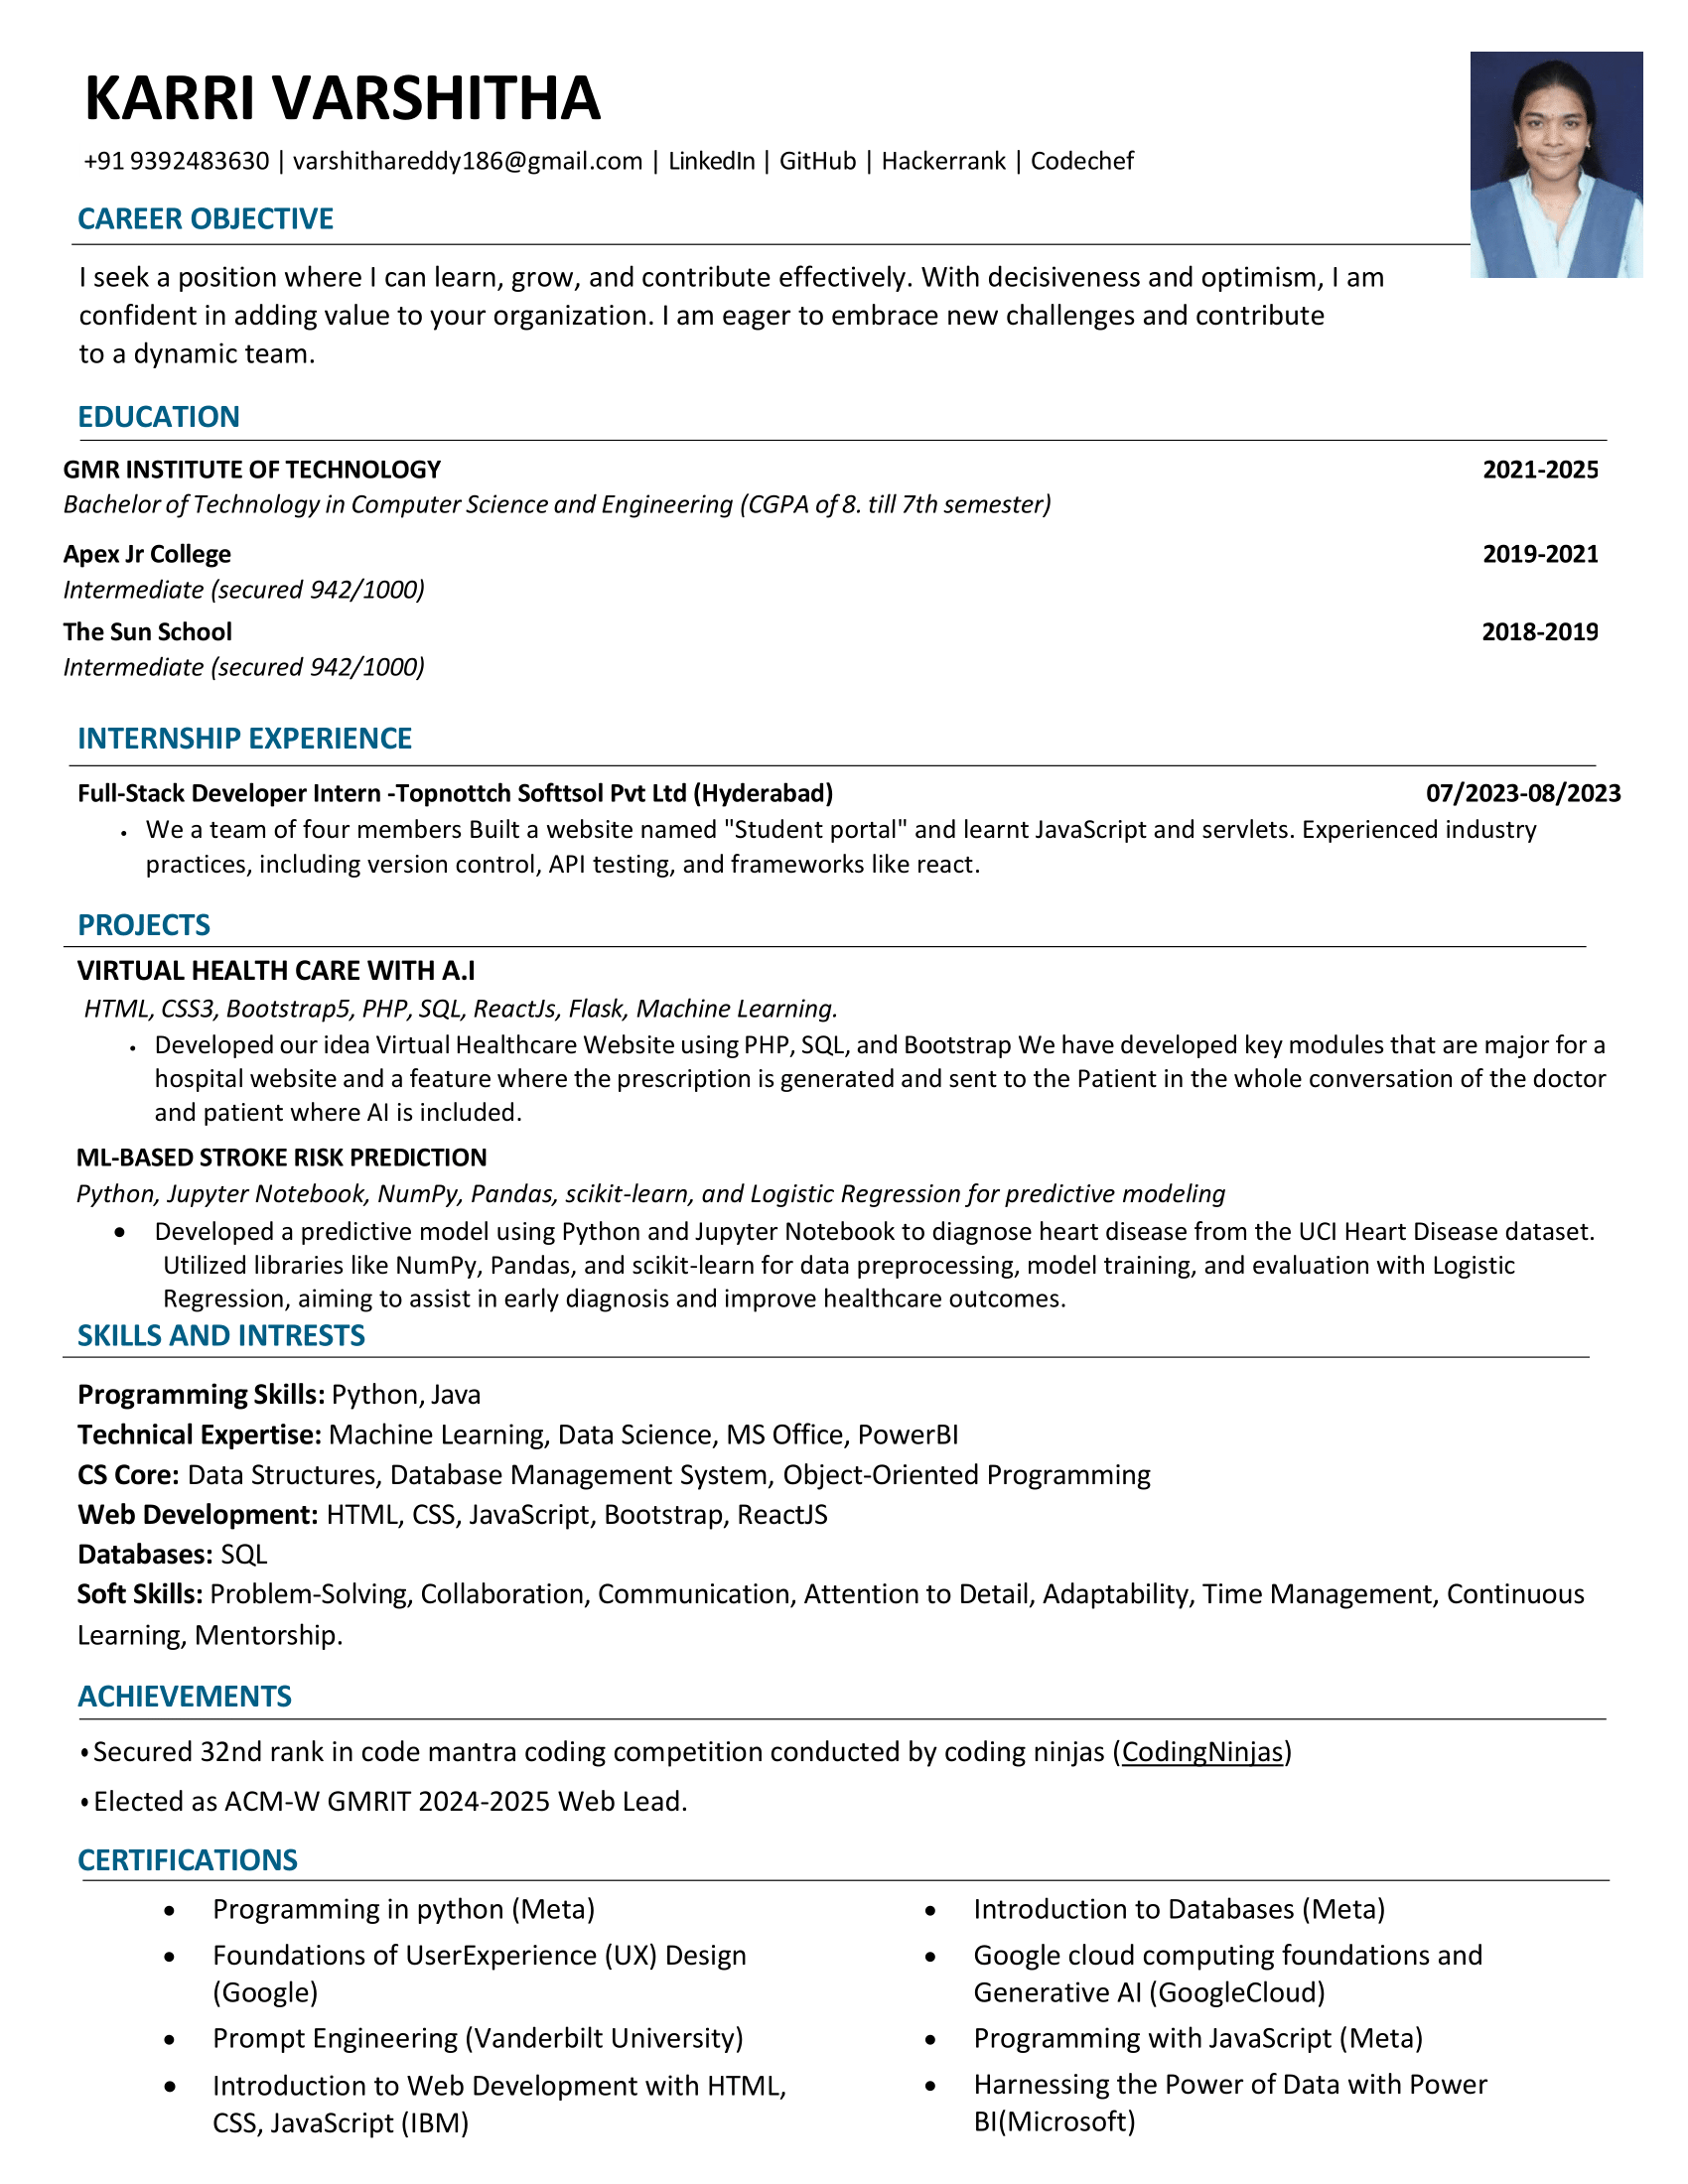 KARRI VARSHITHA
+91 9392483630 | varshithareddy186@gmail.com | LinkedIn | GitHub | Hackerrank | Codechef
CAREER OBJECTIVE
I seek a position where I can learn, grow, and contribute effectively. With decisiveness and optimism, I am
confident in adding value to your organization. I am eager to embrace new challenges and contribute
to a dynamic team.
EDUCATION
GMR INSTITUTE OF TECHNOLOGY 2021-2025
Bachelor of Technology in Computer Science and Engineering (CGPA of 8. till 7th semester)
Apex Jr College 2019-2021
Intermediate (secured 942/1000)
The Sun School 2018-2019
Intermediate (secured 942/1000)
INTERNSHIP EXPERIENCE
Full-Stack Developer Intern -Topnottch Softtsol Pvt Ltd (Hyderabad) 07/2023-08/2023
• We a team of four members Built a website named "Student portal" and learnt JavaScript and servlets. Experienced industry
practices, including version control, API testing, and frameworks like react.
PROJECTS
VIRTUAL HEALTH CARE WITH A.I
HTML, CSS3, Bootstrap5, PHP, SQL, ReactJs, Flask, Machine Learning.
• Developed our idea Virtual Healthcare Website using PHP, SQL, and Bootstrap We have developed key modules that are major for a
hospital website and a feature where the prescription is generated and sent to the Patient in the whole conversation of the doctor
and patient where AI is included.
ML-BASED STROKE RISK PREDICTION
Python, Jupyter Notebook, NumPy, Pandas, scikit-learn, and Logistic Regression for predictive modeling
• Developed a predictive model using Python and Jupyter Notebook to diagnose heart disease from the UCI Heart Disease dataset.
Utilized libraries like NumPy, Pandas, and scikit-learn for data preprocessing, model training, and evaluation with Logistic
Regression, aiming to assist in early diagnosis and improve healthcare outcomes.
SKILLS AND INTRESTS
Programming Skills: Python, Java
Technical Expertise: Machine Learning, Data Science, MS Office, PowerBI
CS Core: Data Structures, Database Management System, Object-Oriented Programming
Web Development: HTML, CSS, JavaScript, Bootstrap, ReactJS
Databases: SQL
Soft Skills: Problem-Solving, Collaboration, Communication, Attention to Detail, Adaptability, Time Management, Continuous
Learning, Mentorship.
ACHIEVEMENTS
• Secured 32nd rank in code mantra coding competition conducted by coding ninjas (CodingNinjas)
• Elected as ACM-W GMRIT 2024-2025 Web Lead.
CERTIFICATIONS
• Programming in python (Meta)
• Foundations of UserExperience (UX) Design
(Google)
• Prompt Engineering (Vanderbilt University)
• Introduction to Web Development with HTML,
CSS, JavaScript (IBM)
• Introduction to Databases (Meta)
• Google cloud computing foundations and
Generative AI (GoogleCloud)
• Programming with JavaScript (Meta)
• Harnessing the Power of Data with Power
BI(Microsoft)